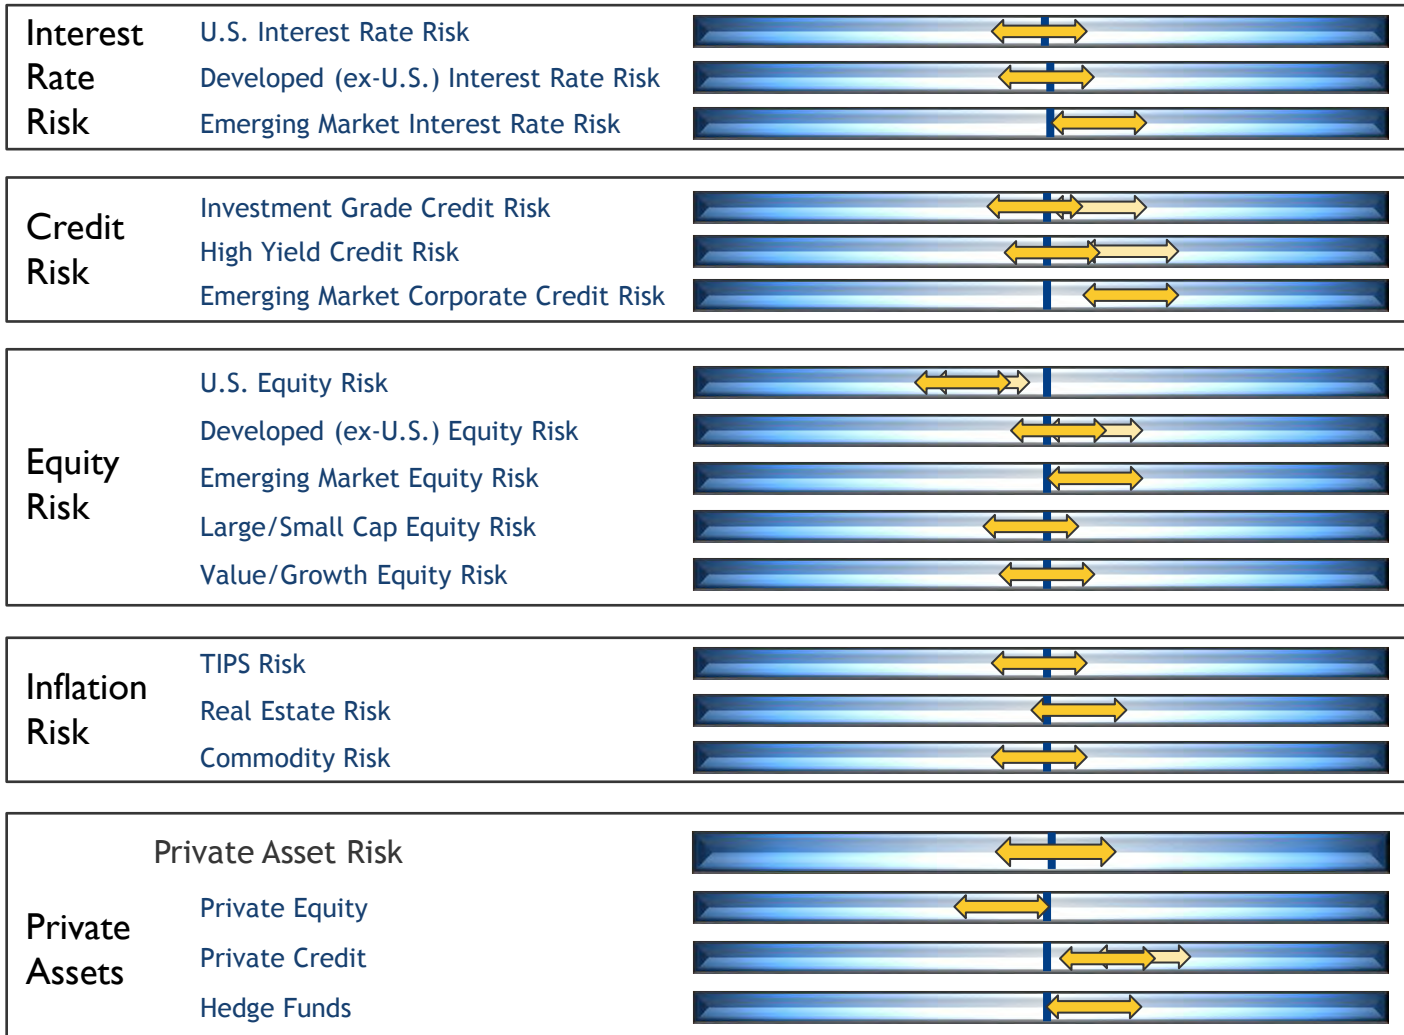 Interest
Rate
Risk
U.S. Interest Rate Risk
Developed (ex-U.S.) Interest Rate Risk
Emerging Market Interest Rate Risk
Credit
Risk
Investment Grade Credit Risk
High Yield Credit Risk
Emerging Market Corporate Credit Risk
Equity
Risk
U.S. Equity Risk
Developed (ex-U.S.) Equity Risk
Emerging Market Equity Risk
Large/Small Cap Equity Risk
Value/Growth Equity Risk
Inflation
Risk
TIPS Risk
Real Estate Risk
Commodity Risk
Private Asset Risk
Private
Assets
Private Equity
Private Credit
Hedge Funds